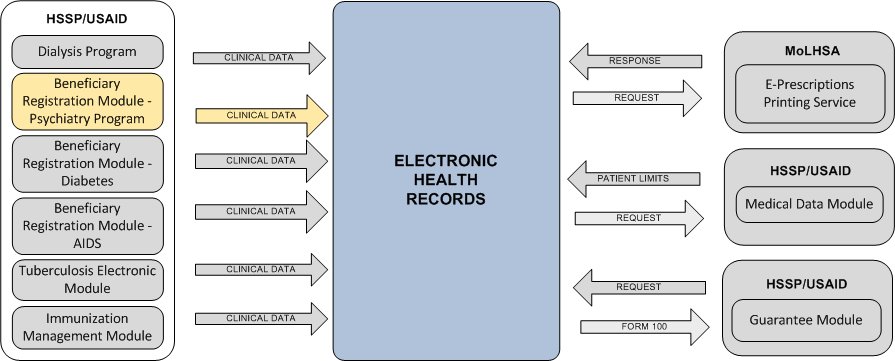 HSSP/USAID
Dialysis Program
Beneficiary
Registration Module -
Psychiatry Program
Beneficiary
Registration Module -
Diabetes
Beneficiary
Registration Module -
AIDS
Tuberculosis Electronic
Module
Immunization
Management Module
CLINICAL DATA
CLINICAL DATA
CLINICAL DATA
CLINICAL DATA
CLINICAL DATA
CLINICAL DATA
ELECTRONIC
HEALTH
RECORDS
RESPONSE
REQUEST
PATIENT LIMITS
REQUEST
REQUEST
FORM 100
MoLHSA
E-Prescriptions
Printing Service
HSSP/USAID
Medical Data Module
HSSP/USAID
Guarantee Module